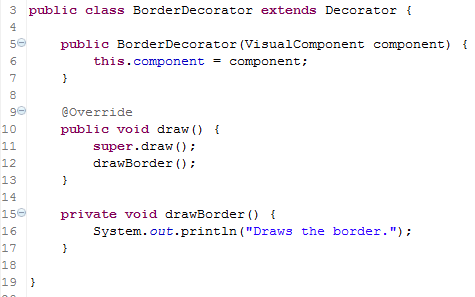 3 public class BorderDecorator extends Decorator {
4
5 public BorderDecorator(VisualComponent component) {
6 this.component = component;
7 }
8
9 @Override
10 public void draw() {
11 super.draw();
12 drawBorder();
13 }
14
15 private void drawBorder() {
16 System.out.println("Draws the border.");
17 }
18
19 }